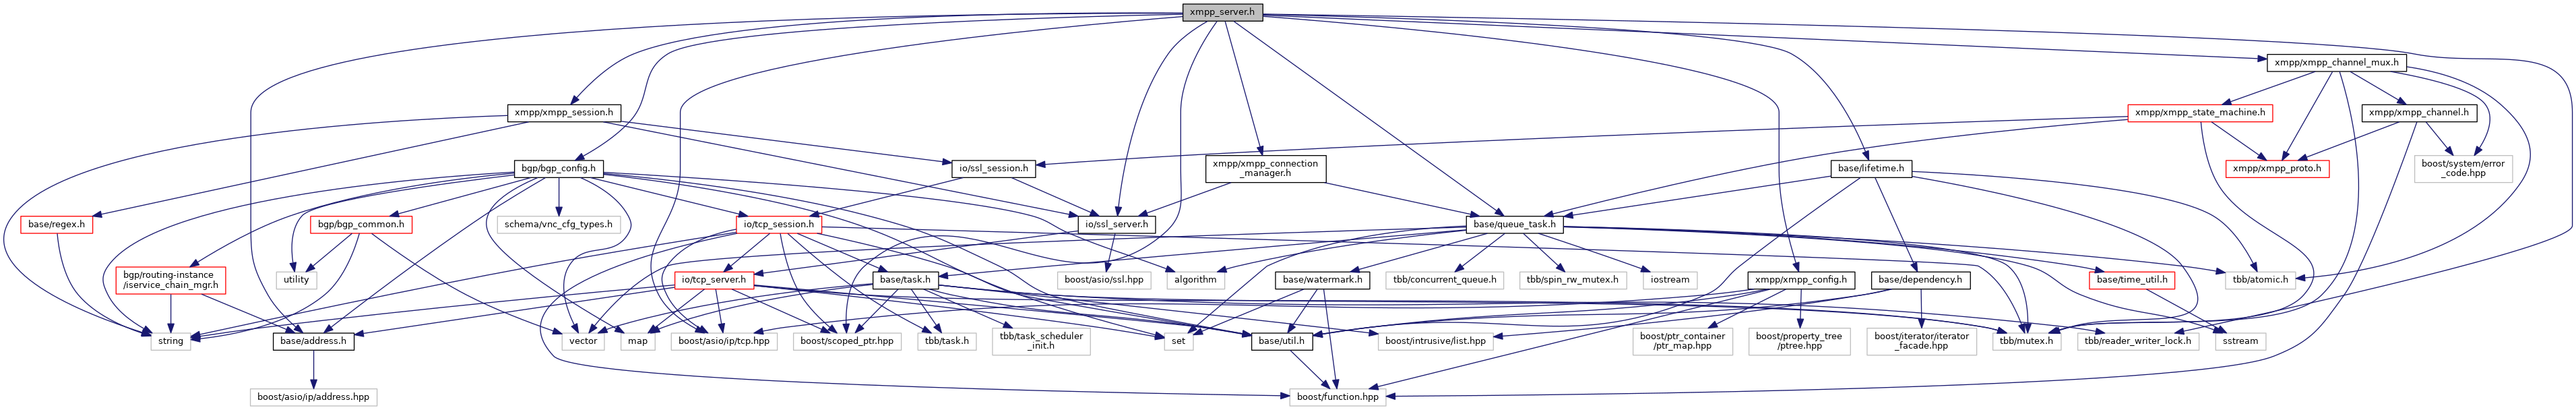 xmpp_server.h
xmpp/xmpp_channel_mux.h
xmpp/xmpp_session.h
xmpp/xmpp_state_machine.h
xmpp/xmpp_channel.h
bgp/bgp_config.h
io/ssl_session.h
xmpp/xmpp_connection
_manager.h
base/lifetime.h
xmpp/xmpp_proto.h
boost/system/error
_code.hpp
base/regex.h
bgp/bgp_common.h
schema/vnc_cfg_types.h
io/tcp_session.h
io/ssl_server.h
base/queue_task.h
bgp/routing-instance
/iservice_chain_mgr.h
utility
io/tcp_server.h
base/task.h
boost/asio/ssl.hpp
algorithm
base/watermark.h
tbb/concurrent_queue.h
tbb/spin_rw_mutex.h
iostream
xmpp/xmpp_config.h
base/dependency.h
base/time_util.h
tbb/atomic.h
string
base/address.h
vector
map
boost/asio/ip/tcp.hpp
boost/scoped_ptr.hpp
tbb/task.h
tbb/task_scheduler
_init.h
set
base/util.h
boost/intrusive/list.hpp
boost/ptr_container
/ptr_map.hpp
boost/property_tree
/ptree.hpp
boost/iterator/iterator
_facade.hpp
tbb/mutex.h
tbb/reader_writer_lock.h
sstream
boost/asio/ip/address.hpp
boost/function.hpp